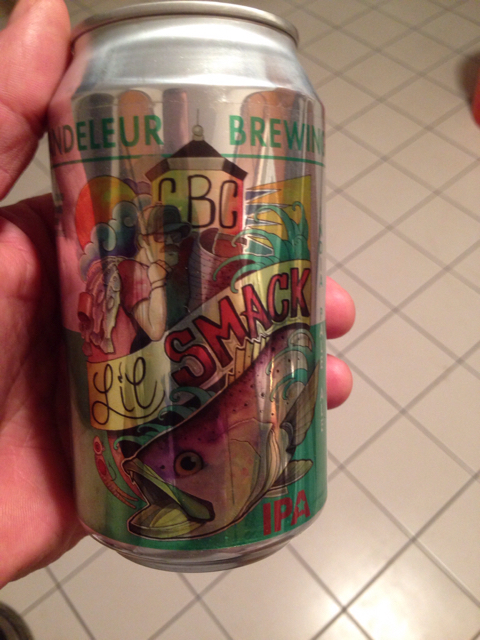 NDELEUR BREWIN
CBC
Lil SMACK
IPA